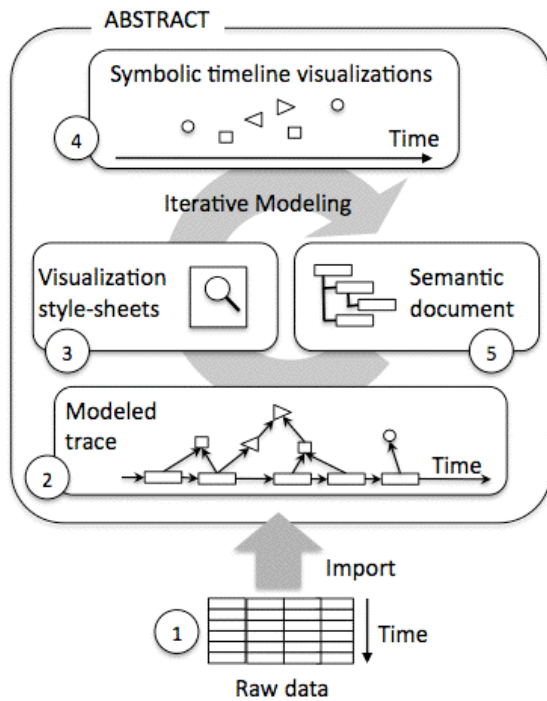 ABSTRACT
Symbolic timeline visualizations
4
Time
Iterative Modeling
Visualization
style-sheets
3
Semantic
document
5
Modeled
trace
2
Time
Import
1
Time
Raw data